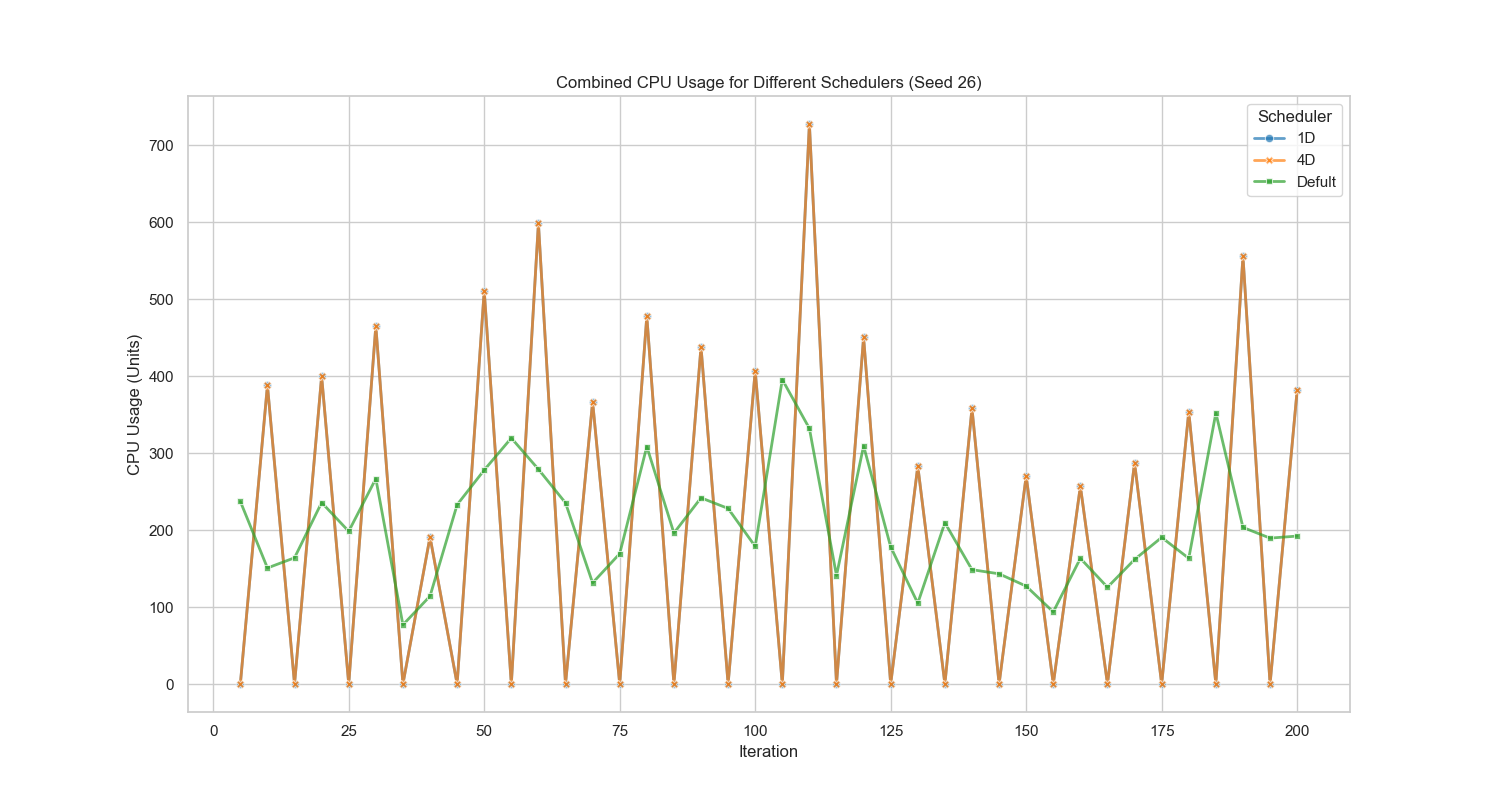 Combined CPU Usage for Different Schedulers (Seed 26)
Scheduler
1D
4D
Defult
CPU Usage (Units)
700
600
500
400
300
200
100
0
0 25 50 75 100 125 150 175 200
Iteration